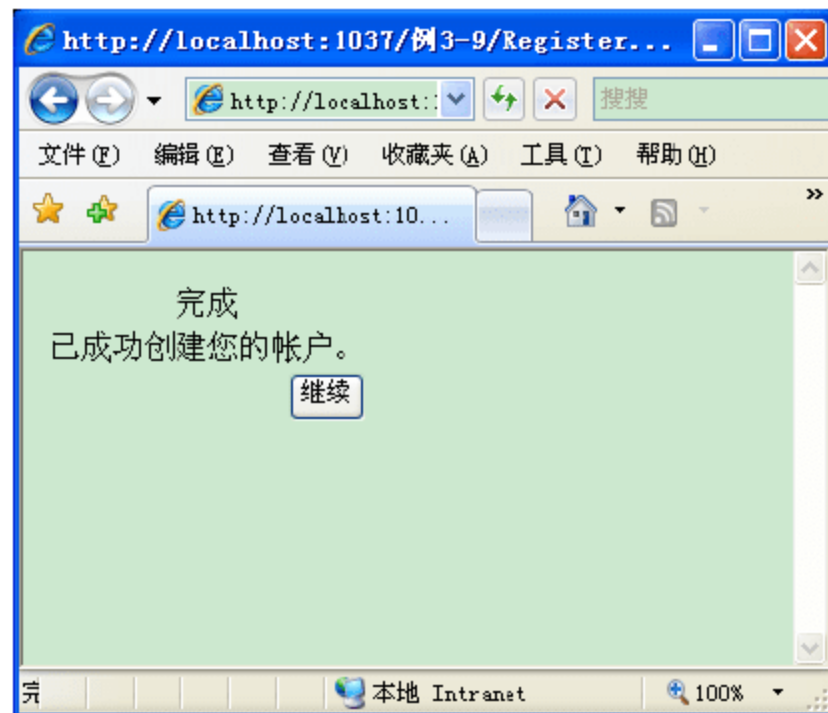 http://localhost:1037/例3-9/Register...
http://localhost:
搜搜
文件(F) 编辑(E) 查看(V) 收藏夹(A) 工具(T) 帮助(H)
http://localhost:10... »
完成
已成功创建您的帐户。
继续
完 本地 Intranet 100%